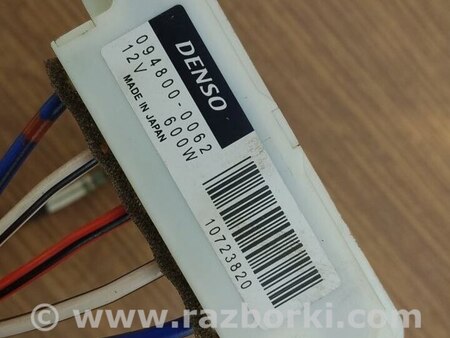 DENSO
094800-0062
12V 600W
MADE IN JAPAN
10723820
© www.razborki.com ®